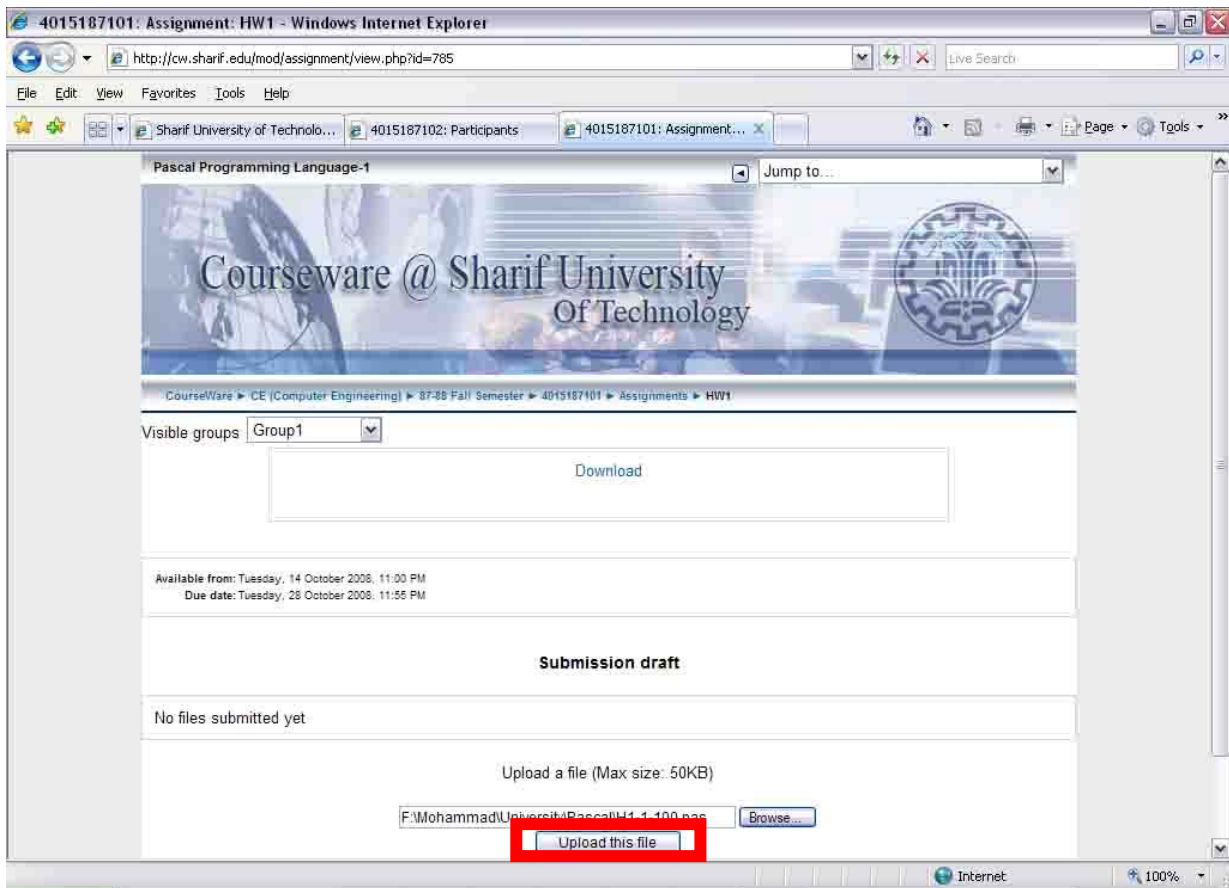 4015187101: Assignment: HW1 - Windows Internet Explorer
http://cw.sharif.edu/mod/assignment/view.php?id=785
Live Search
File Edit View Favorites Tools Help
Sharif University of Technolo... 4015187102: Participants 4015187101: Assignment... Page Tools
Pascal Programming Language-1 Jump to...
Courseware @ Sharif University
Of Technology
CourseWare ► CE (Computer Engineering) ► 87-88 Fall Semester ► 4015187101 ► Assignments ► HW1
Visible groups Group1
Download
Available from: Tuesday, 14 October 2008, 11:00 PM
Due date: Tuesday, 28 October 2008, 11:55 PM
Submission draft
No files submitted yet
Upload a file (Max size: 50KB)
F:\Mohammad\University\Pascal\H1-1-100.pas Browse...
Upload this file
Internet 100%